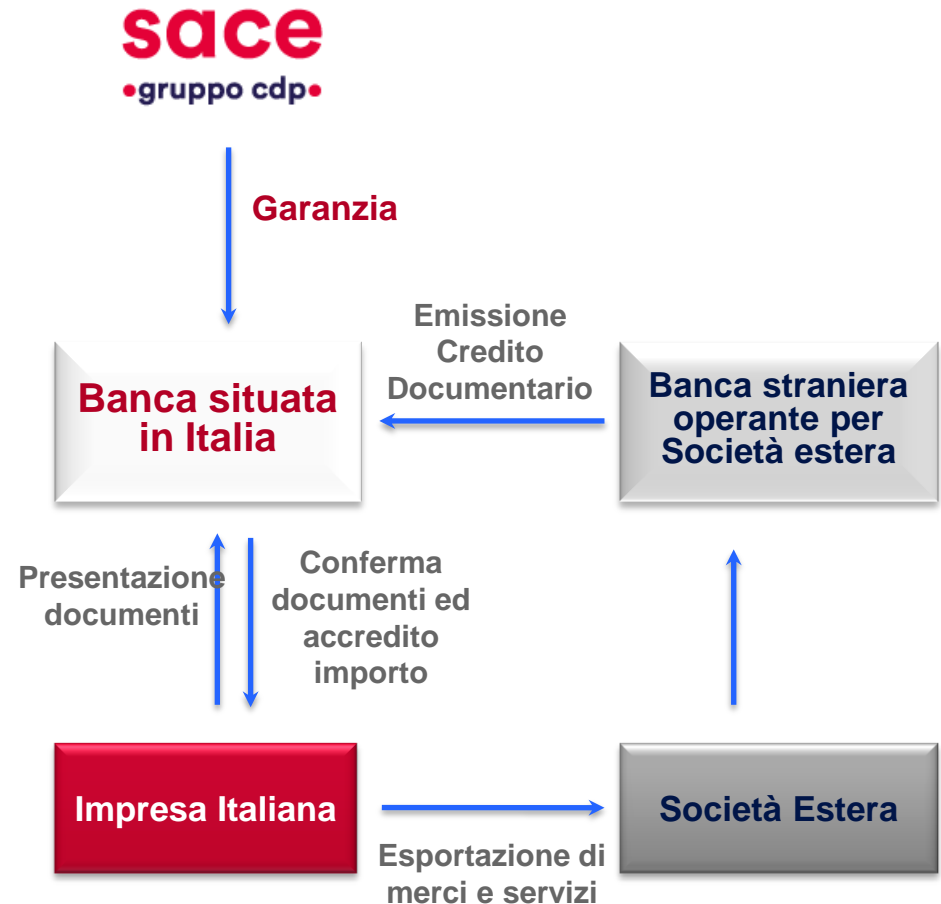 sace
•gruppo cdp•
Garanzia
Emissione
Credito
Documentario
Banca situata
in Italia
Banca straniera
operante per
Società estera
Presentazione
documenti
Conferma
documenti ed
accredito
importo
Impresa Italiana
Società Estera
Esportazione di
merci e servizi